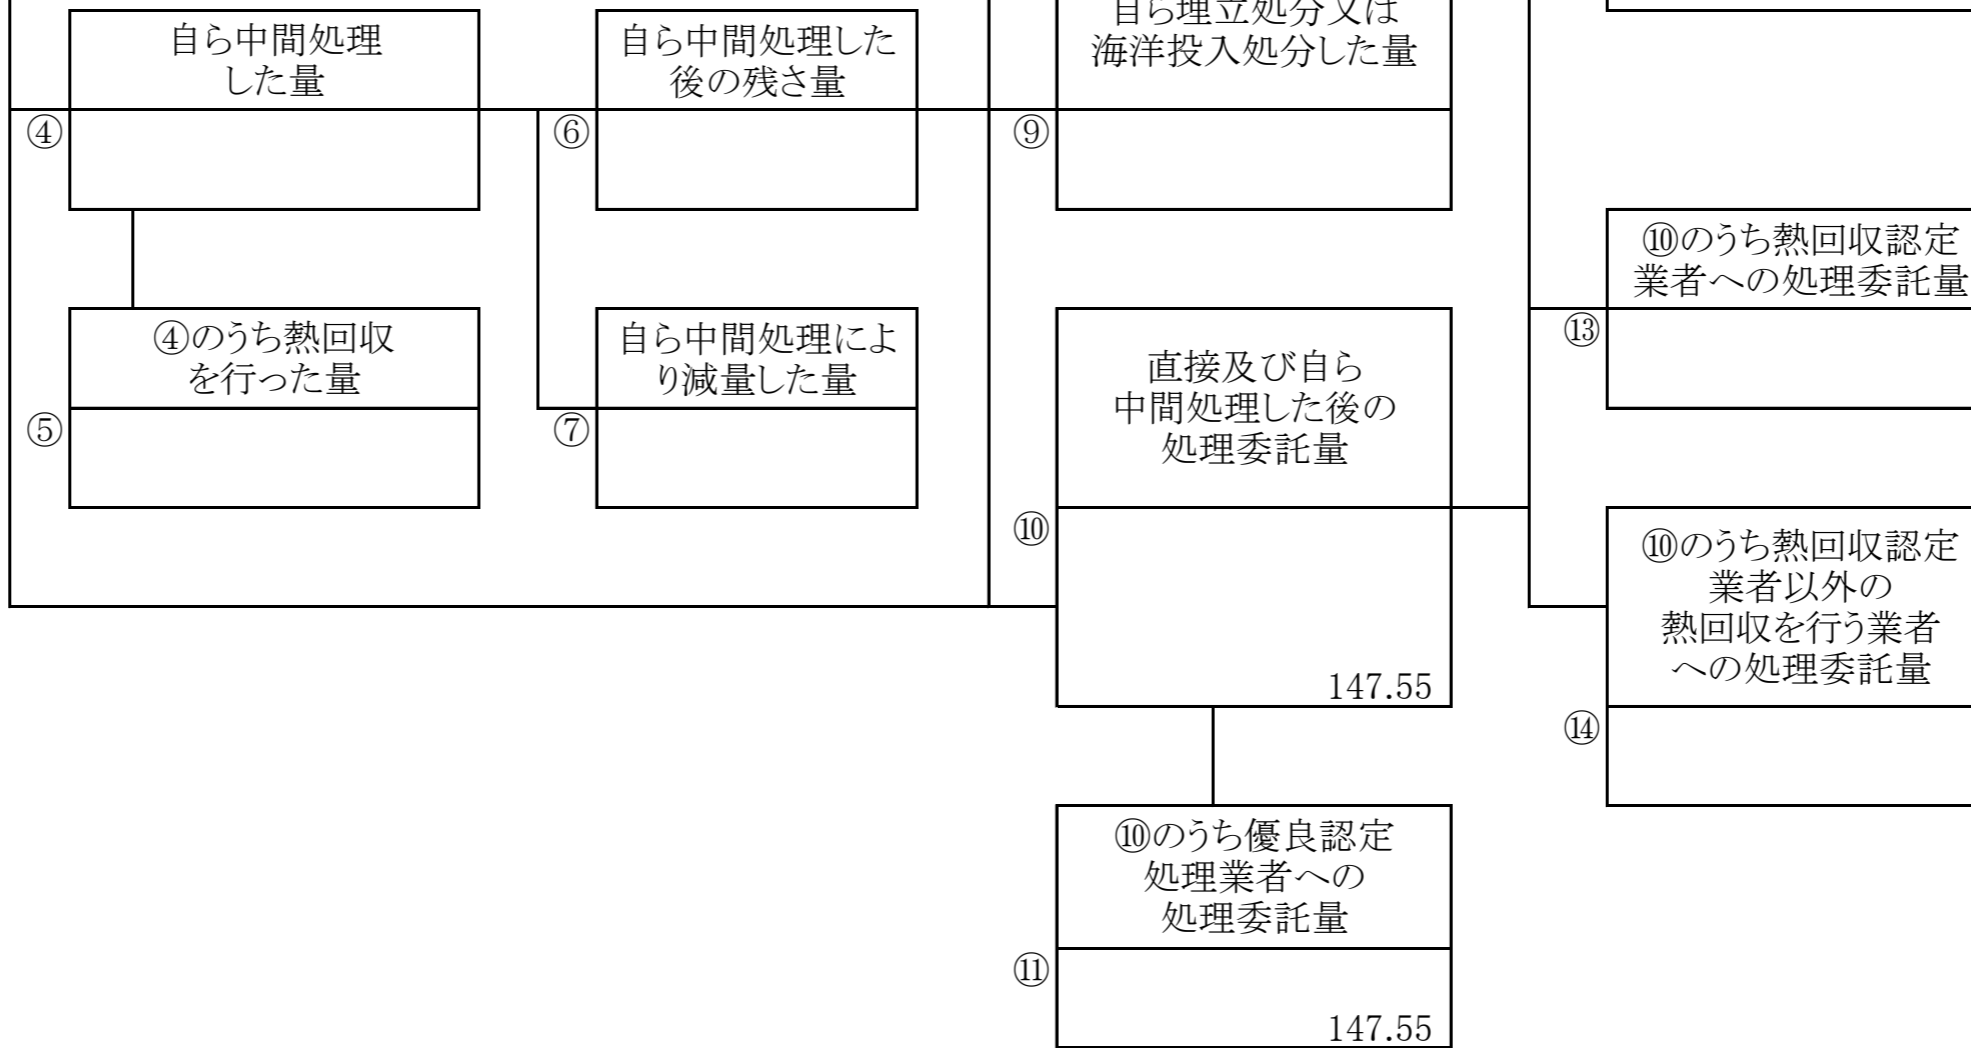 自ら中間処理
した量
④
自ら中間処理した
後の残さ量
⑥
自ら埋立処分又は
海洋投入処分した量
⑨
④のうち熱回収
を行った量
⑤
自ら中間処理によ
り減量した量
⑦
直接及び自ら
中間処理した後の
処理委託量
⑩
147.55
⑩のうち優良認定
処理業者への
処理委託量
⑪
147.55
⑩のうち熱回収認定
業者への処理委託量
⑬
⑩のうち熱回収認定
業者以外の
熱回収を行う業者
への処理委託量
⑭